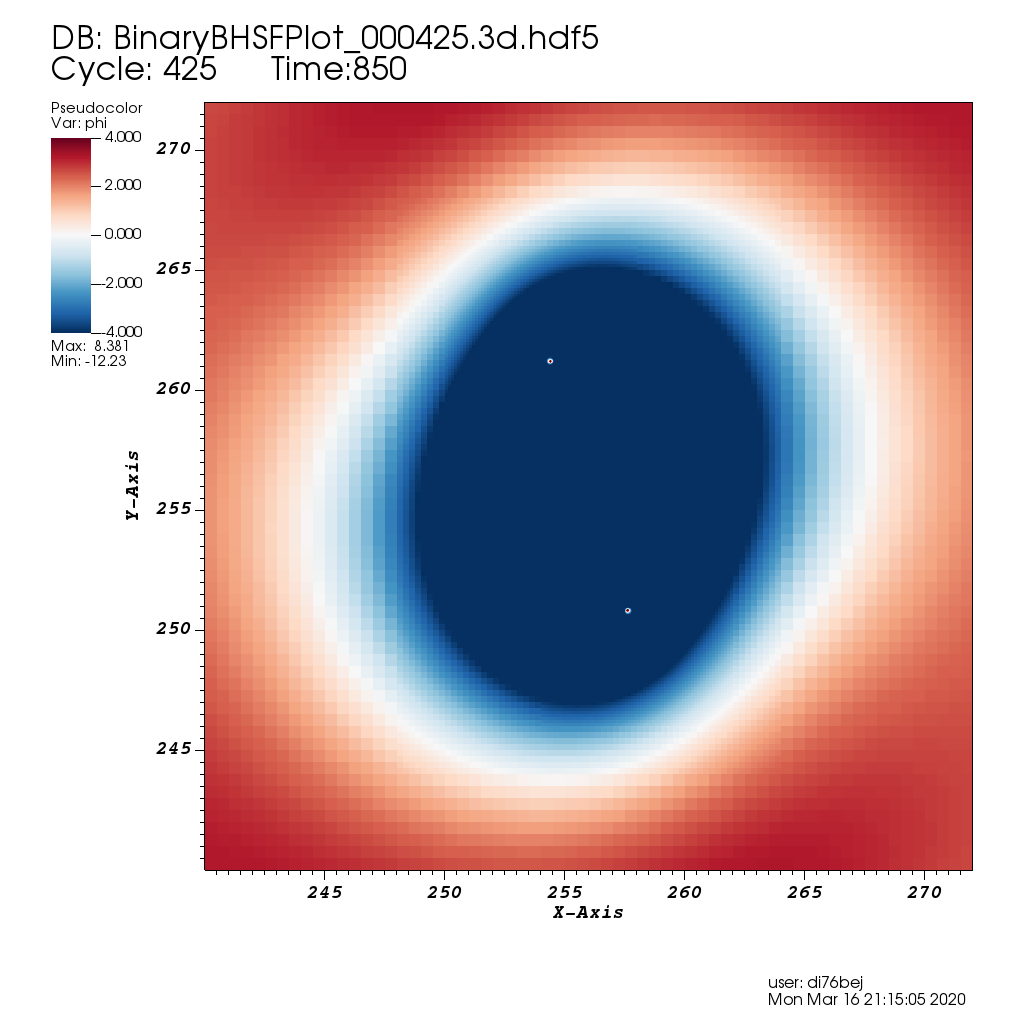 DB: BinaryBHSFPlot_000425.3d.hdf5
Cycle: 425 Time:850
Pseudocolor
Var: phi
4.000
2.000
0.000
-2.000
-4.000
Max: 8.381
Min: -12.23
270
265
260
255
250
245
Y-Axis
245 250 255 260 265 270
X-Axis
user: di76bej
Mon Mar 16 21:15:05 2020